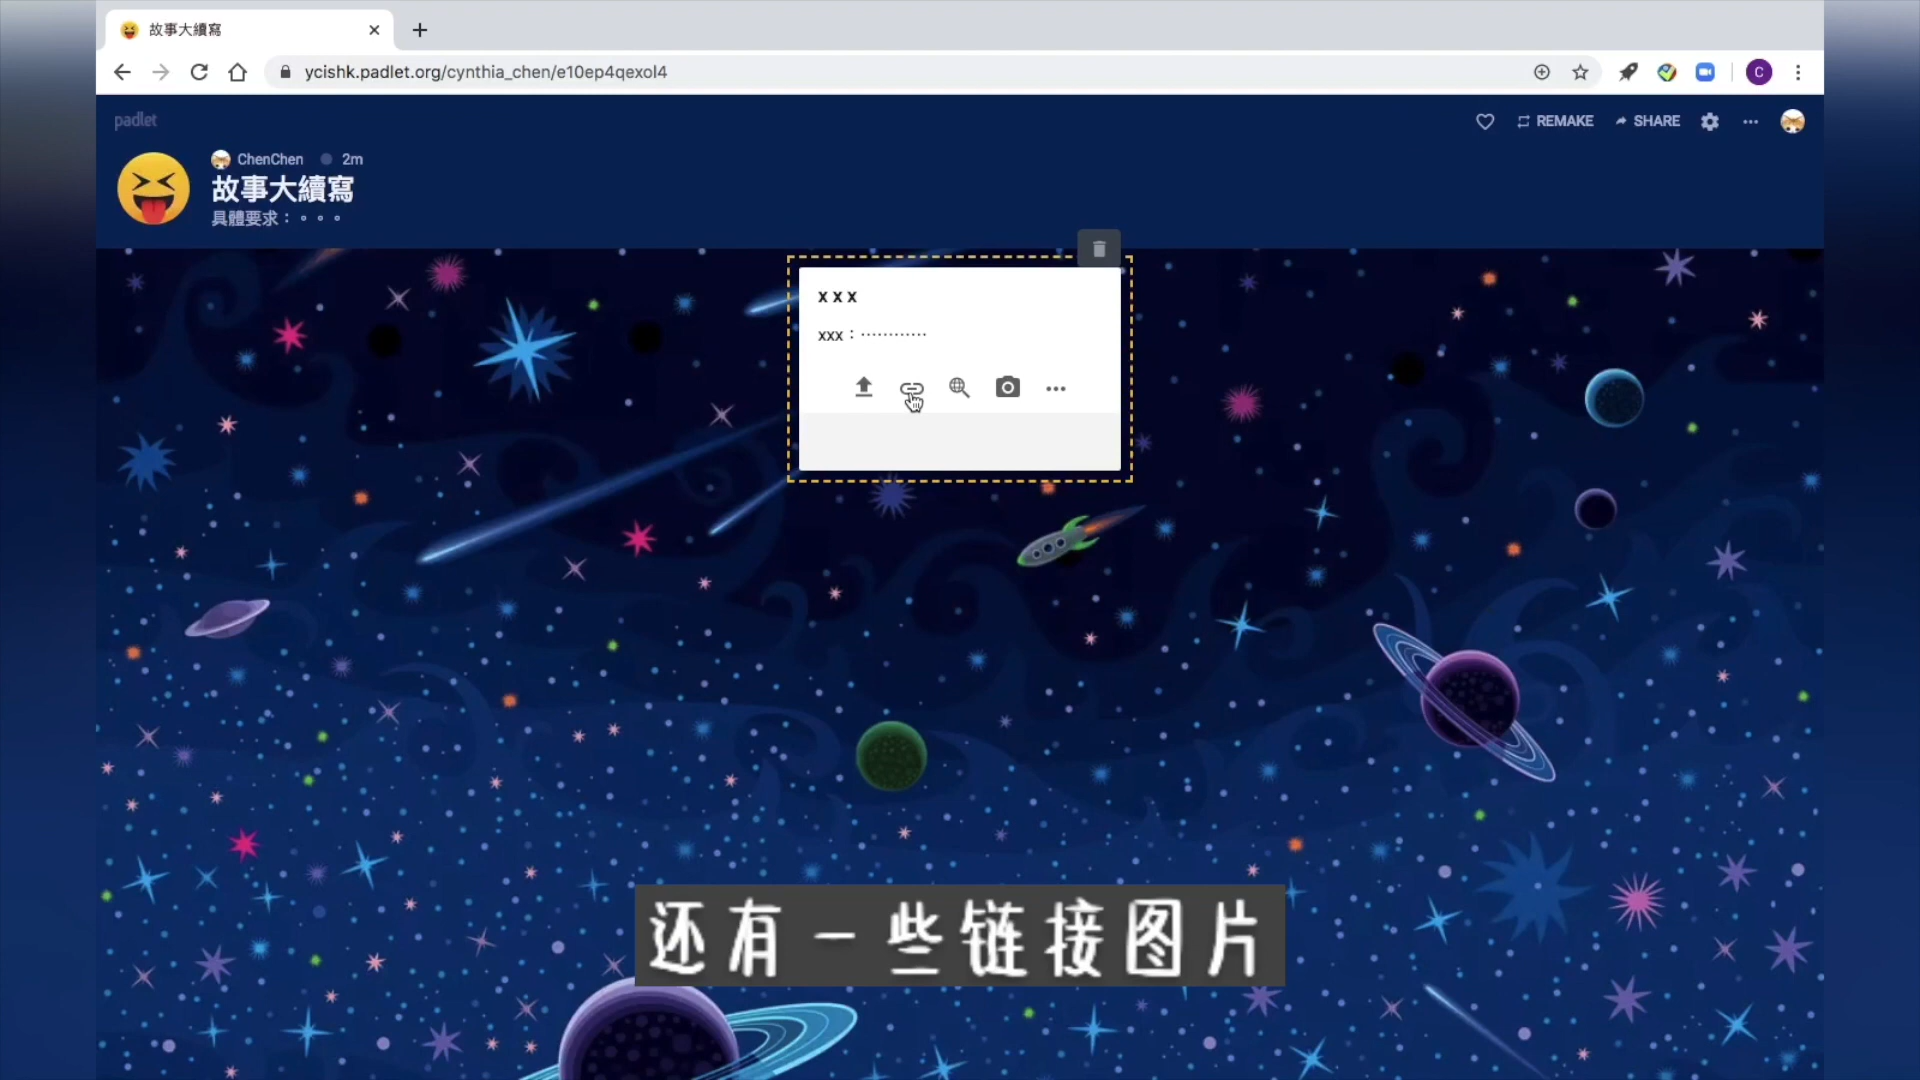 故事大續寫
ycishk.padlet.org/cynthia_chen/e10ep4qexol4
C
padlet
REMAKE
SHARE
ChenChen
2m
故事大續寫
具體要求：。。。
x x x
xxx：…………
还有一些链接图片